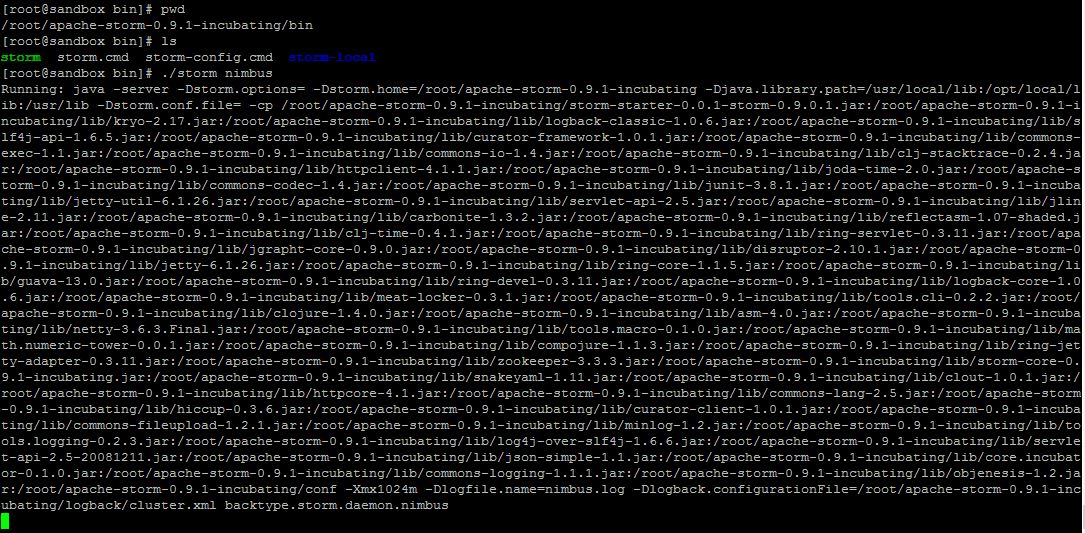 [root@sandbox bin]# pwd
/root/apache-storm-0.9.1-incubating/bin
[root@sandbox bin]# ls
storm  storm.cmd  storm-config.cmd  storm-local
[root@sandbox bin]# ./storm nimbus
Running: java -server -Dstorm.options= -Dstorm.home=/root/apache-storm-0.9.1-incubating -Djava.library.path=/usr/local/lib:/opt/local/l
ib:/usr/lib -Dstorm.conf.file= -cp /root/apache-storm-0.9.1-incubating/storm-starter-0.0.1-storm-0.9.0.1.jar:/root/apache-storm-0.9.1-i
ncubating/lib/kryo-2.17.jar:/root/apache-storm-0.9.1-incubating/lib/logback-classic-1.0.6.jar:/root/apache-storm-0.9.1-incubating/lib/s
lf4j-api-1.6.5.jar:/root/apache-storm-0.9.1-incubating/lib/curator-framework-1.0.1.jar:/root/apache-storm-0.9.1-incubating/lib/commons-
exec-1.1.jar:/root/apache-storm-0.9.1-incubating/lib/commons-io-1.4.jar:/root/apache-storm-0.9.1-incubating/lib/clj-stacktrace-0.2.4.ja
r:/root/apache-storm-0.9.1-incubating/lib/httpclient-4.1.1.jar:/root/apache-storm-0.9.1-incubating/lib/joda-time-2.0.jar:/root/apache-s
torm-0.9.1-incubating/lib/commons-codec-1.4.jar:/root/apache-storm-0.9.1-incubating/lib/junit-3.8.1.jar:/root/apache-storm-0.9.1-incuba
ting/lib/jetty-util-6.1.26.jar:/root/apache-storm-0.9.1-incubating/lib/servlet-api-2.5.jar:/root/apache-storm-0.9.1-incubating/lib/jlin
e-2.11.jar:/root/apache-storm-0.9.1-incubating/lib/carbonite-1.3.2.jar:/root/apache-storm-0.9.1-incubating/lib/reflectasm-1.07-shaded.j
ar:/root/apache-storm-0.9.1-incubating/lib/clj-time-0.4.1.jar:/root/apache-storm-0.9.1-incubating/lib/ring-servlet-0.3.11.jar:/root/apa
che-storm-0.9.1-incubating/lib/jgrapht-core-0.9.0.jar:/root/apache-storm-0.9.1-incubating/lib/disruptor-2.10.1.jar:/root/apache-storm-0
.9.1-incubating/lib/jetty-6.1.26.jar:/root/apache-storm-0.9.1-incubating/lib/ring-core-1.1.5.jar:/root/apache-storm-0.9.1-incubating/li
b/guava-13.0.jar:/root/apache-storm-0.9.1-incubating/lib/ring-devel-0.3.11.jar:/root/apache-storm-0.9.1-incubating/lib/logback-core-1.0
.6.jar:/root/apache-storm-0.9.1-incubating/lib/meat-locker-0.3.1.jar:/root/apache-storm-0.9.1-incubating/lib/tools.cli-0.2.2.jar:/root/
apache-storm-0.9.1-incubating/lib/clojure-1.4.0.jar:/root/apache-storm-0.9.1-incubating/lib/asm-4.0.jar:/root/apache-storm-0.9.1-incuba
ting/lib/netty-3.6.3.Final.jar:/root/apache-storm-0.9.1-incubating/lib/tools.macro-0.1.0.jar:/root/apache-storm-0.9.1-incubating/lib/ma
th.numeric-tower-0.0.1.jar:/root/apache-storm-0.9.1-incubating/lib/compojure-1.1.3.jar:/root/apache-storm-0.9.1-incubating/lib/ring-jet
ty-adapter-0.3.11.jar:/root/apache-storm-0.9.1-incubating/lib/zookeeper-3.3.3.jar:/root/apache-storm-0.9.1-incubating/lib/storm-core-0.
9.1-incubating.jar:/root/apache-storm-0.9.1-incubating/lib/snakeyaml-1.11.jar:/root/apache-storm-0.9.1-incubating/lib/clout-1.0.1.jar:/
root/apache-storm-0.9.1-incubating/lib/httpcore-4.1.jar:/root/apache-storm-0.9.1-incubating/lib/commons-lang-2.5.jar:/root/apache-storm
-0.9.1-incubating/lib/hiccup-0.3.6.jar:/root/apache-storm-0.9.1-incubating/lib/curator-client-1.0.1.jar:/root/apache-storm-0.9.1-incuba
ting/lib/commons-fileupload-1.2.1.jar:/root/apache-storm-0.9.1-incubating/lib/minlog-1.2.jar:/root/apache-storm-0.9.1-incubating/lib/to
ols.logging-0.2.3.jar:/root/apache-storm-0.9.1-incubating/lib/log4j-over-slf4j-1.6.6.jar:/root/apache-storm-0.9.1-incubating/lib/servle
t-api-2.5-20081211.jar:/root/apache-storm-0.9.1-incubating/lib/json-simple-1.1.jar:/root/apache-storm-0.9.1-incubating/lib/core.incubat
or-0.1.0.jar:/root/apache-storm-0.9.1-incubating/lib/commons-logging-1.1.1.jar:/root/apache-storm-0.9.1-incubating/lib/objenesis-1.2.ja
r:/root/apache-storm-0.9.1-incubating/conf -Xmx1024m -Dlogfile.name=nimbus.log -Dlogback.configurationFile=/root/apache-storm-0.9.1-inc
ubating/logback/cluster.xml backtype.storm.daemon.nimbus